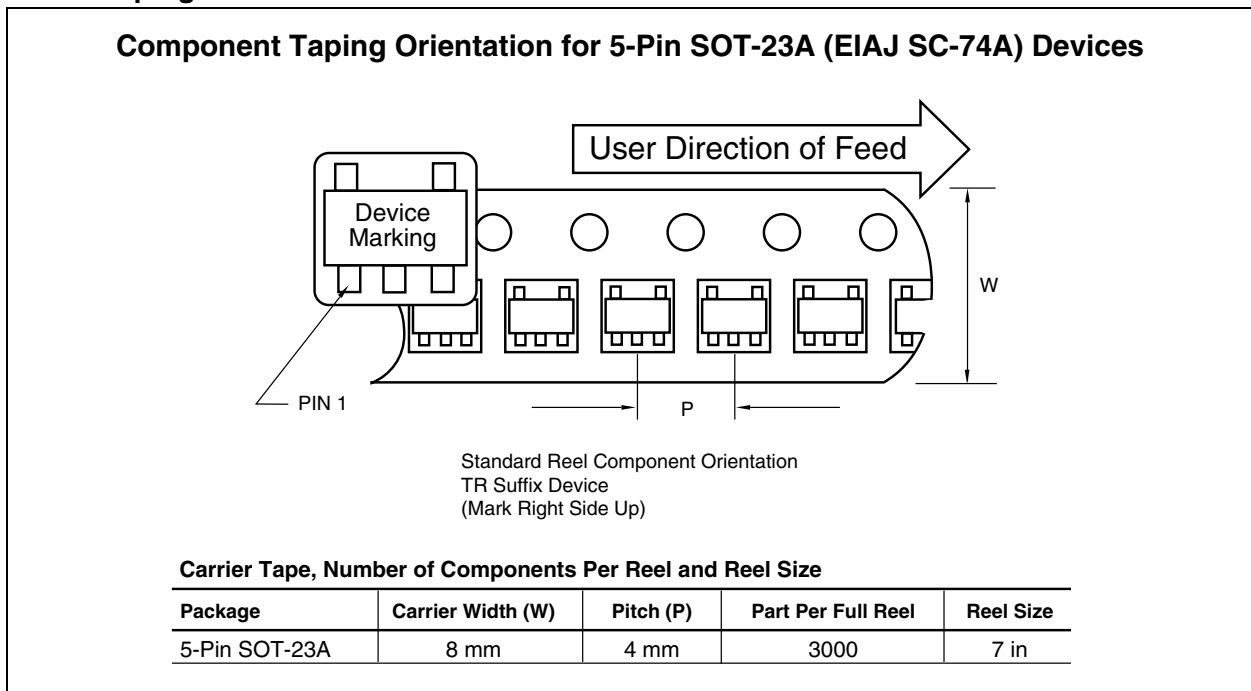 Component Taping Orientation for 5-Pin SOT-23A (EIAJ SC-74A) Devices
User Direction of Feed
Device
Marking
W
PIN 1
P
Standard Reel Component Orientation
TR Suffix Device
(Mark Right Side Up)
Carrier Tape, Number of Components Per Reel and Reel Size
Package Carrier Width (W) Pitch (P) Part Per Full Reel Reel Size
5-Pin SOT-23A 8 mm 4 mm 3000 7 in